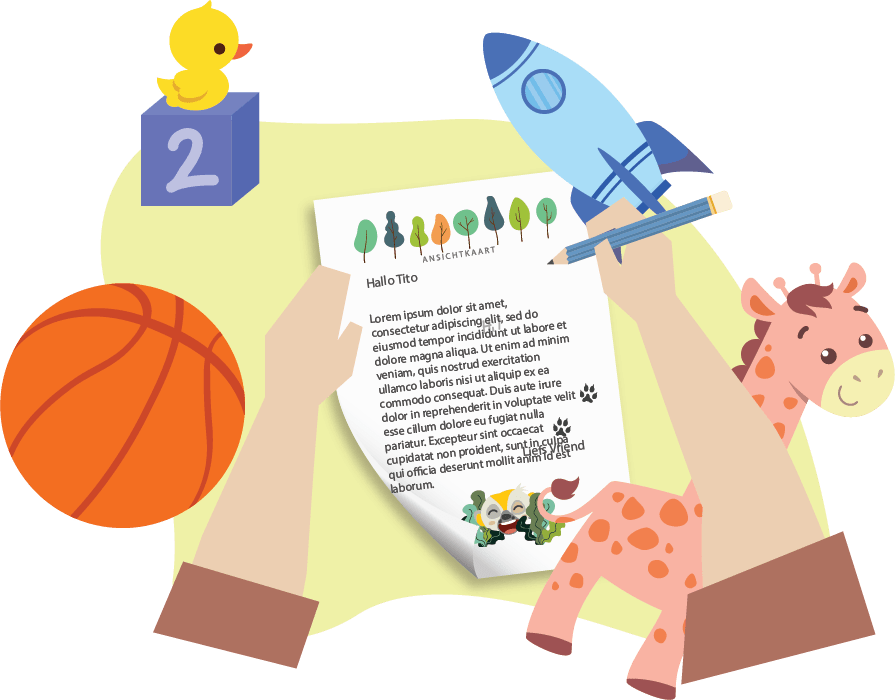 2
ANSICHTKAART
Hallo Tito
Lorem ipsum dolor sit amet,
consectetur adipiscing elit, sed do
eiusmod tempor incididunt ut labore et
dolore magna aliqua. Ut enim ad minim
veniam, quis nostrud exercitation
ullamco laboris nisi ut aliquip ex ea
commodo consequat. Duis aute irure
dolor in reprehenderit in voluptate velit
esse cillum dolore eu fugiat nulla
pariatur. Excepteur sint occaecat
cupidatat non proident, sunt in culpa
qui officia deserunt mollit anim id est
laborum.
Liefs Vriend